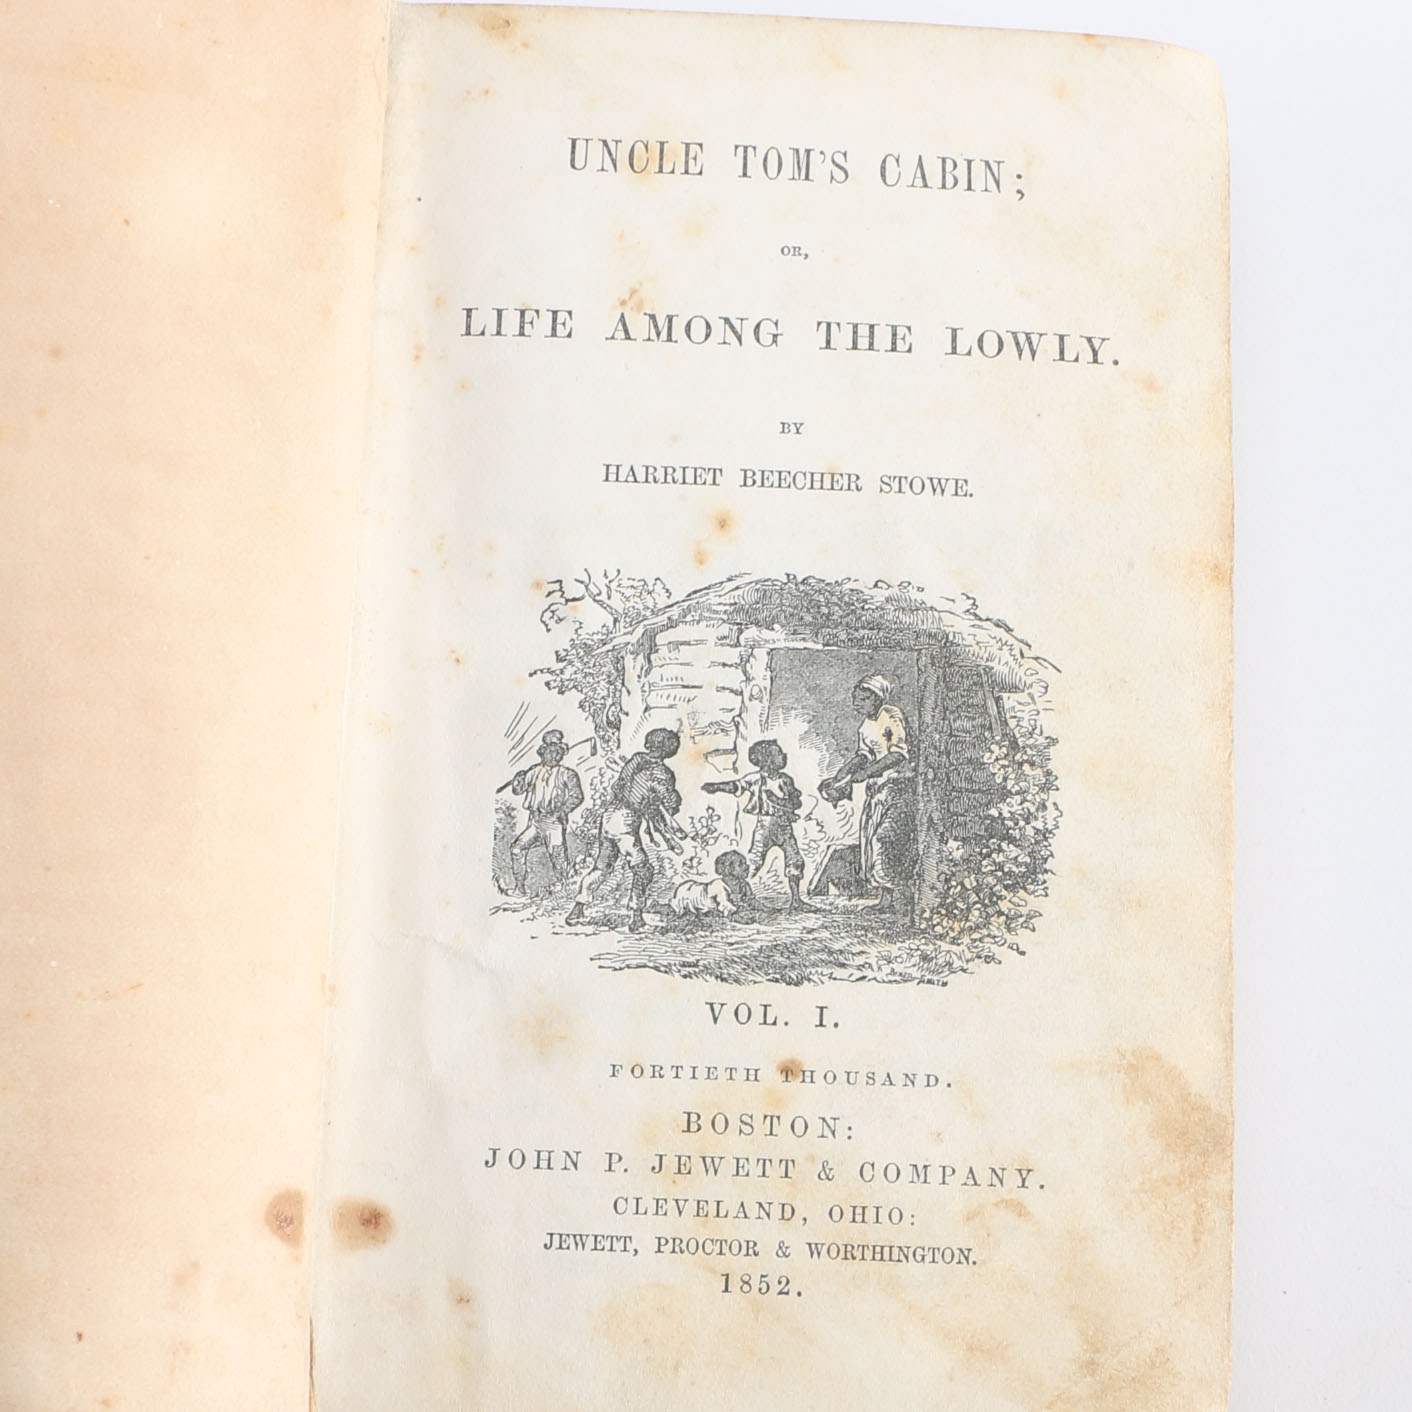 UNCLE TOM'S CABIN;
OR,
LIFE AMONG THE LOWLY.
BY
HARRIET BEECHER STOWE.
VOL. I.
FORTIETH THOUSAND.
BOSTON:
JOHN P. JEWETT & COMPANY.
CLEVELAND, OHIO:
JEWETT, PROCTOR & WORTHINGTON.
1852.